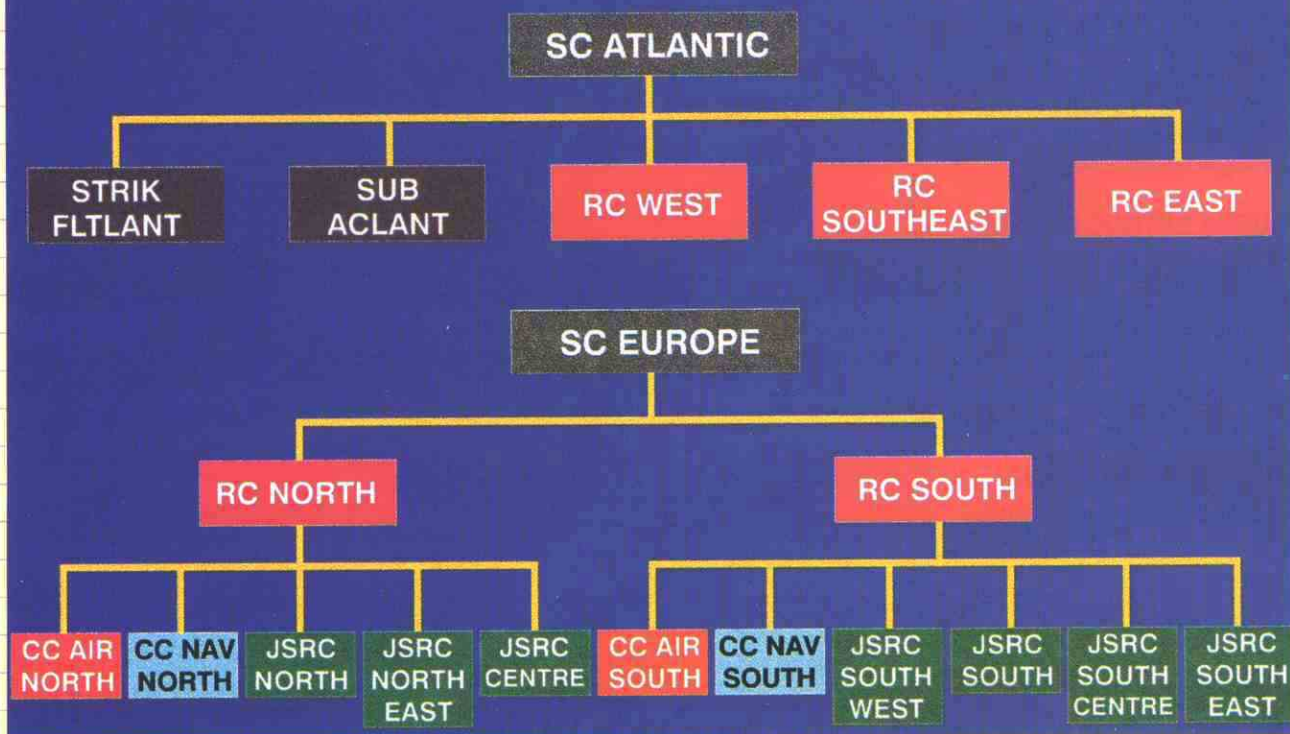 SC ATLANTIC
STRIK
FLTLANT
SUB
ACLANT
RC WEST
RC
SOUTHEAST
RC EAST
SC EUROPE
RC NORTH
RC SOUTH
CC AIR
NORTH
CC NAV
NORTH
JSRC
NORTH
JSRC
NORTH
EAST
JSRC
CENTRE
CC AIR
SOUTH
CC NAV
SOUTH
JSRC
SOUTH
WEST
JSRC
SOUTH
JSRC
SOUTH
CENTRE
JSRC
SOUTH
EAST